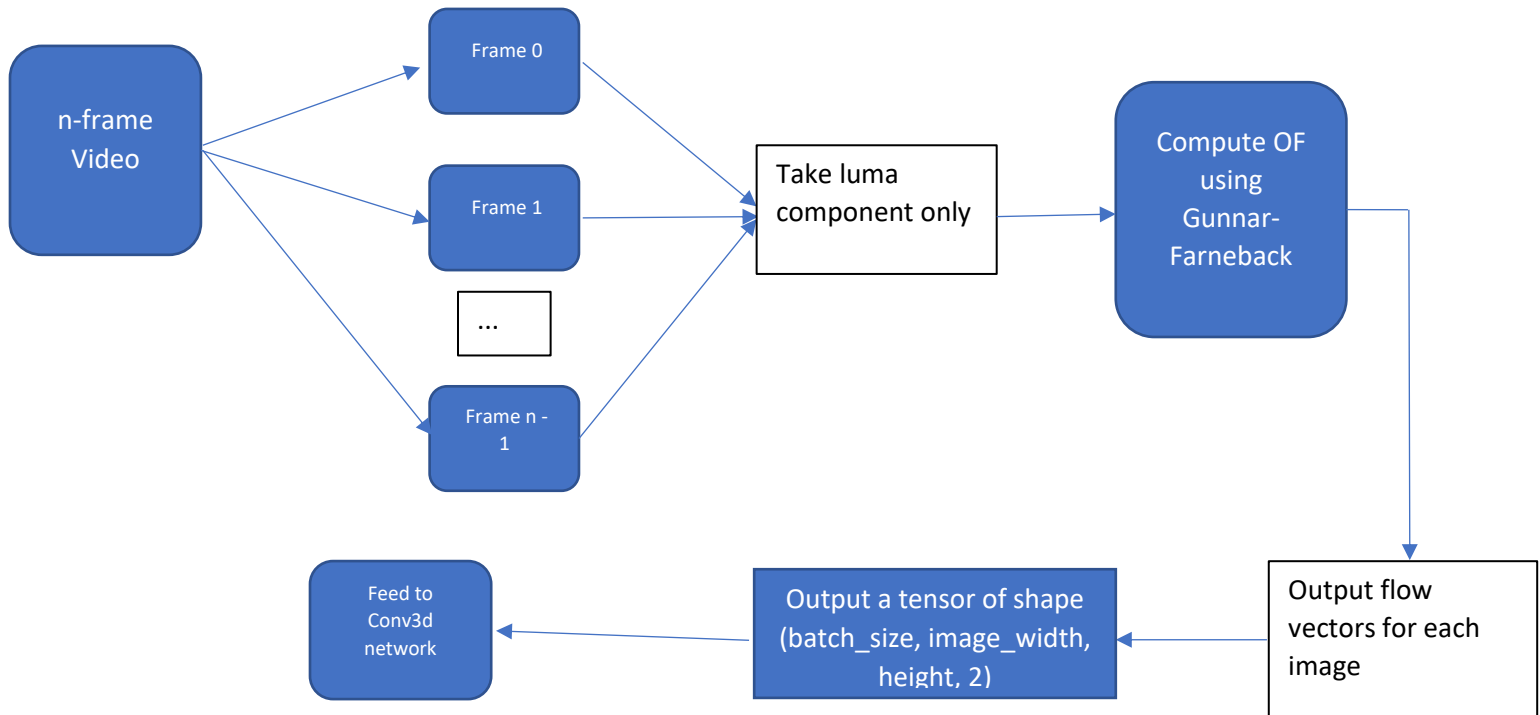 n-frame
Video
Frame 0
Frame 1
...
Frame n -
1
Take luma
component only
Compute OF
using
Gunnar-
Farneback
Output flow
vectors for each
image
Output a tensor of shape
(batch_size, image_width,
height, 2)
Feed to
Conv3d
network